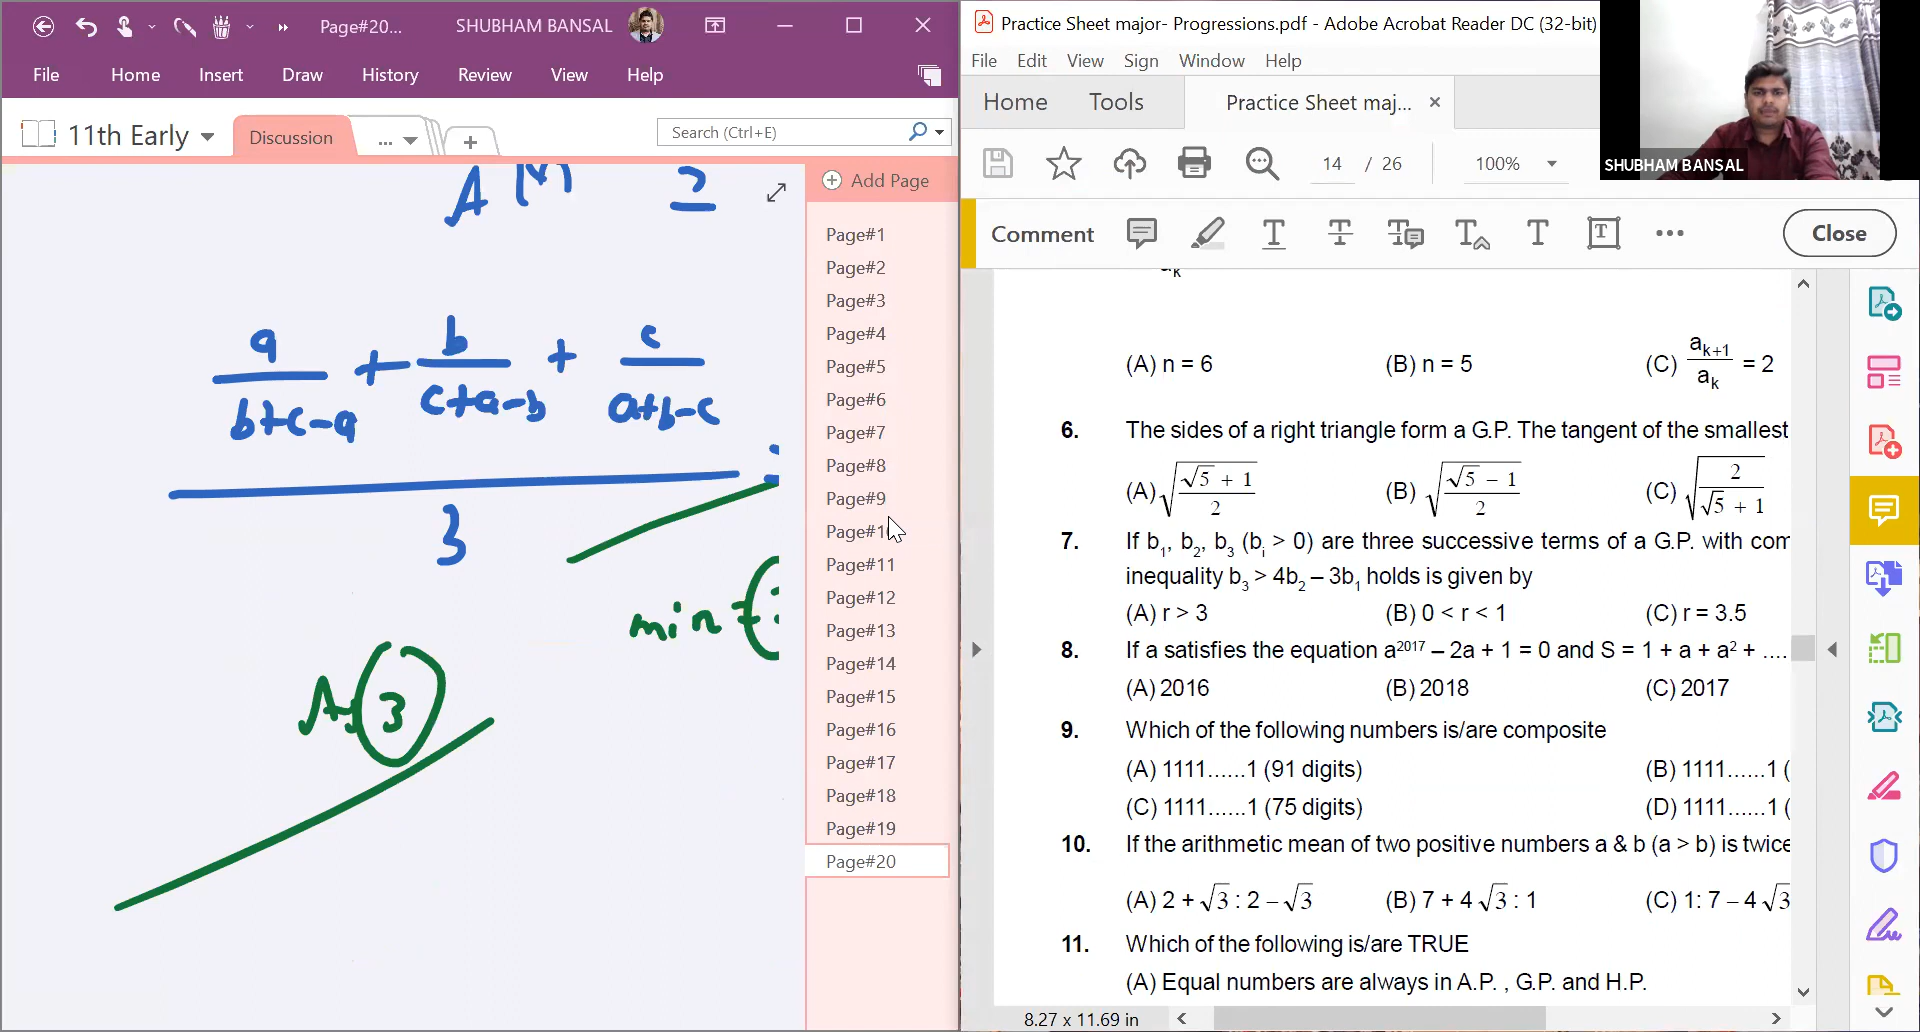 Page#20...
SHUBHAM BANSAL
File Home Insert Draw History Review View Help
11th Early
Discussion
...
Search (Ctrl+E)
Add Page
Page#1
Page#2
Page#3
Page#4
Page#5
Page#6
Page#7
Page#8
Page#9
Page#10
Page#11
Page#12
Page#13
Page#14
Page#15
Page#16
Page#17
Page#18
Page#19
Page#20
a/(b+c-a) + b/(c+a-b) + c/(a+b-c)
3
min =
3
Practice Sheet major- Progressions.pdf - Adobe Acrobat Reader DC (32-bit)
File Edit View Sign Window Help
Home Tools Practice Sheet maj...
14 / 26 100%
SHUBHAM BANSAL
Comment
Close
a_k
(A) n = 6 (B) n = 5 (C) a_{k+1}/a_k = 2
6. The sides of a right triangle form a G.P. The tangent of the smallest
(A) √((√5 + 1)/2) (B) √((√5 − 1)/2) (C) √(2/(√5 + 1))
7. If b₁, b₂, b₃ (bᵢ > 0) are three successive terms of a G.P. with com
inequality b₃ > 4b₂ – 3b₁ holds is given by
(A) r > 3 (B) 0 < r < 1 (C) r = 3.5
8. If a satisfies the equation a²⁰¹⁷ – 2a + 1 = 0 and S = 1 + a + a² + ....
(A) 2016 (B) 2018 (C) 2017
9. Which of the following numbers is/are composite
(A) 1111......1 (91 digits) (B) 1111......1 (
(C) 1111......1 (75 digits) (D) 1111......1 (
10. If the arithmetic mean of two positive numbers a & b (a > b) is twice
(A) 2 + √3 : 2 – √3 (B) 7 + 4√3 : 1 (C) 1: 7 – 4√3
11. Which of the following is/are TRUE
(A) Equal numbers are always in A.P. , G.P. and H.P.
8.27 x 11.69 in